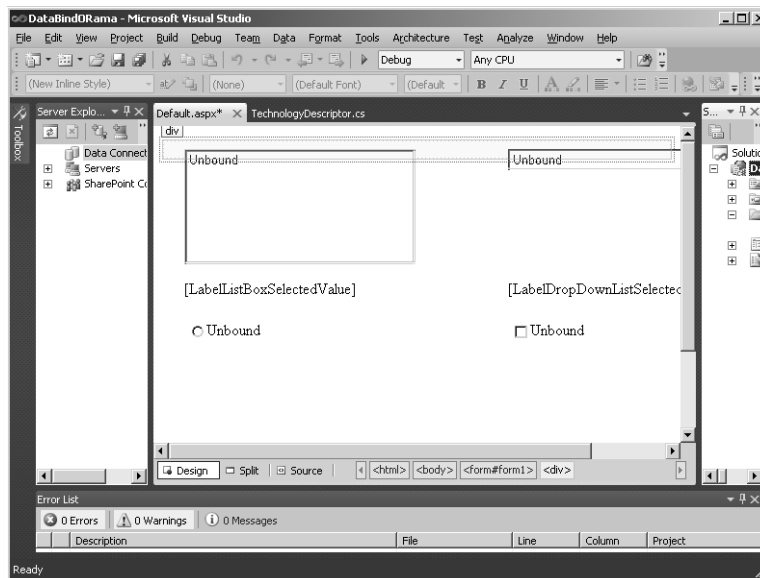 DataBindORama - Microsoft Visual Studio
File Edit View Project Build Debug Team Data Format Tools Architecture Test Analyze Window Help
Debug Any CPU
(New Inline Style) (None) (Default Font) (Default B I U A
Server Explo... Default.aspx* TechnologyDescriptor.cs S...
Toolbox
div
Data Connect
Servers
SharePoint Co
Unbound Unbound
Solutio
Da
[LabelListBoxSelectedValue] [LabelDropDownListSelected
Unbound Unbound
Design Split Source <html> <body> <form#form1> <div>
Error List
0 Errors 0 Warnings 0 Messages
Description File Line Column Project
Ready